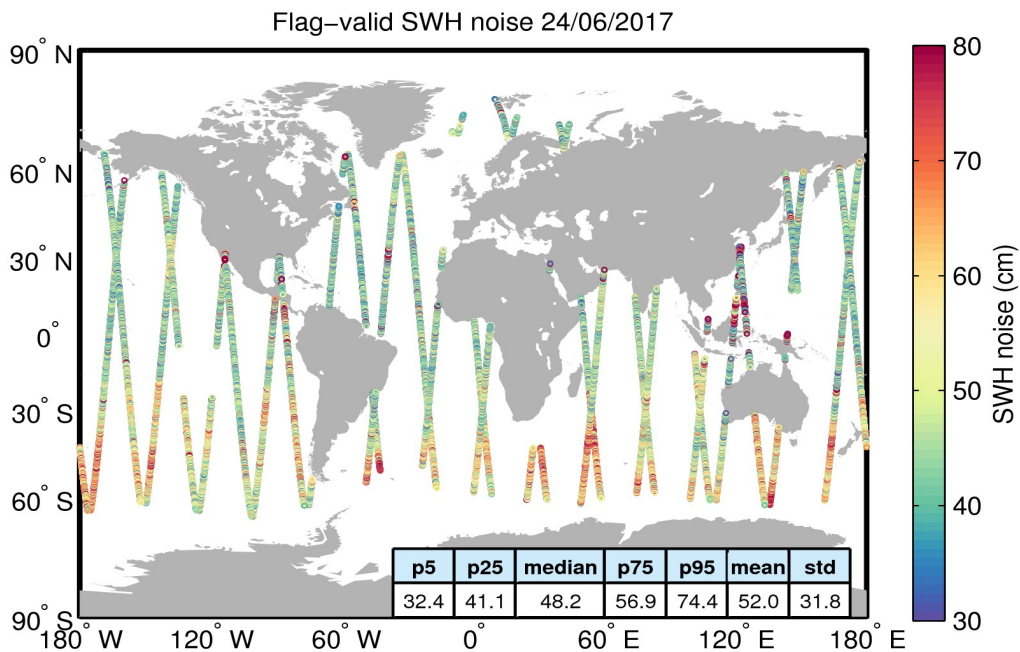 Flag−valid SWH noise 24/06/2017
90° N
60° N
30° N
0°
30° S
60° S
90° S
180° W
120° W
60° W
0°
60° E
120° E
180° E
p5 p25 median p75 p95 mean std
32.4 41.1 48.2 56.9 74.4 52.0 31.8
80
70
60
50
40
30
SWH noise (cm)